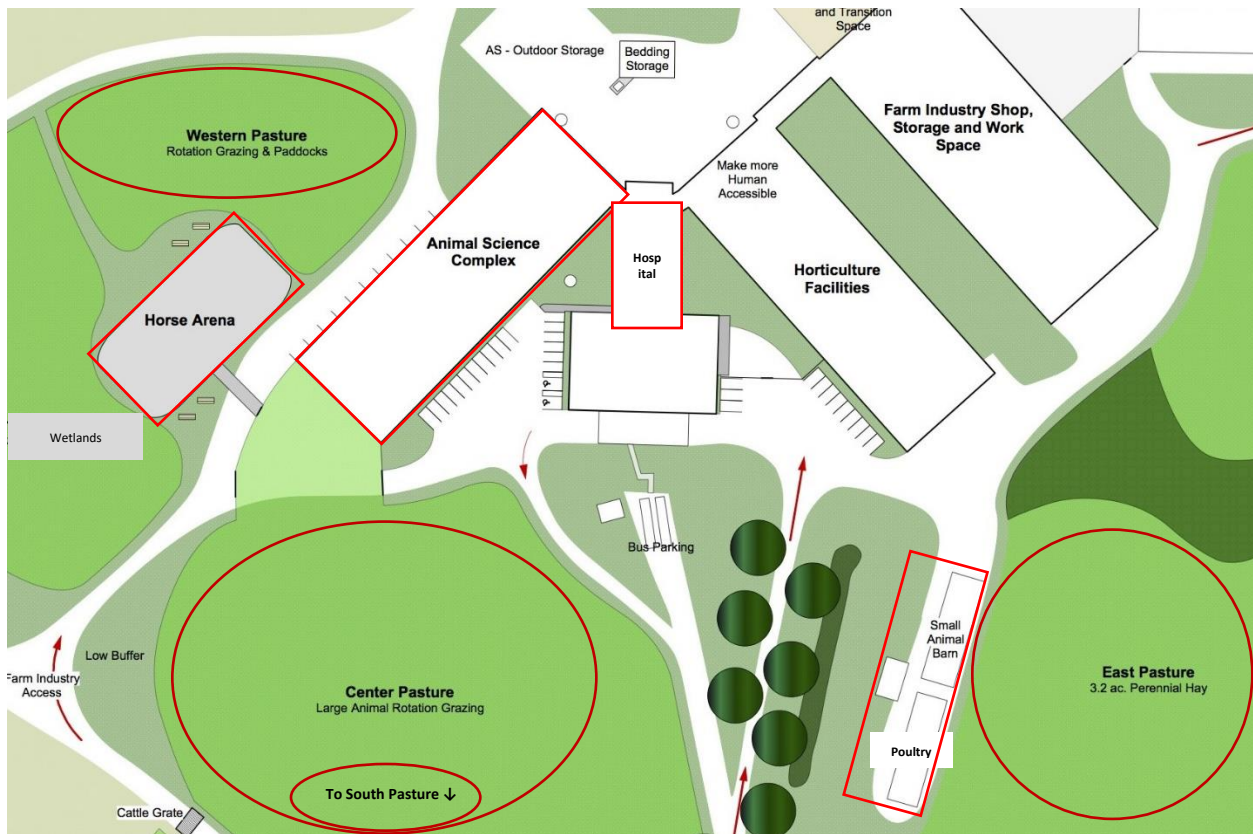 and Transition
Space
AS - Outdoor Storage
Bedding
Storage
Farm Industry Shop,
Storage and Work
Space
Western Pasture
Rotation Grazing & Paddocks
Make more
Human
Accessible
Animal Science
Complex
Hosp
ital
Horticulture
Facilities
Horse Arena
Wetlands
Bus Parking
Small
Animal
Barn
Low Buffer
Farm Industry
Access
Center Pasture
Large Animal Rotation Grazing
East Pasture
3.2 ac. Perennial Hay
Poultry
To South Pasture ↓
Cattle Grate